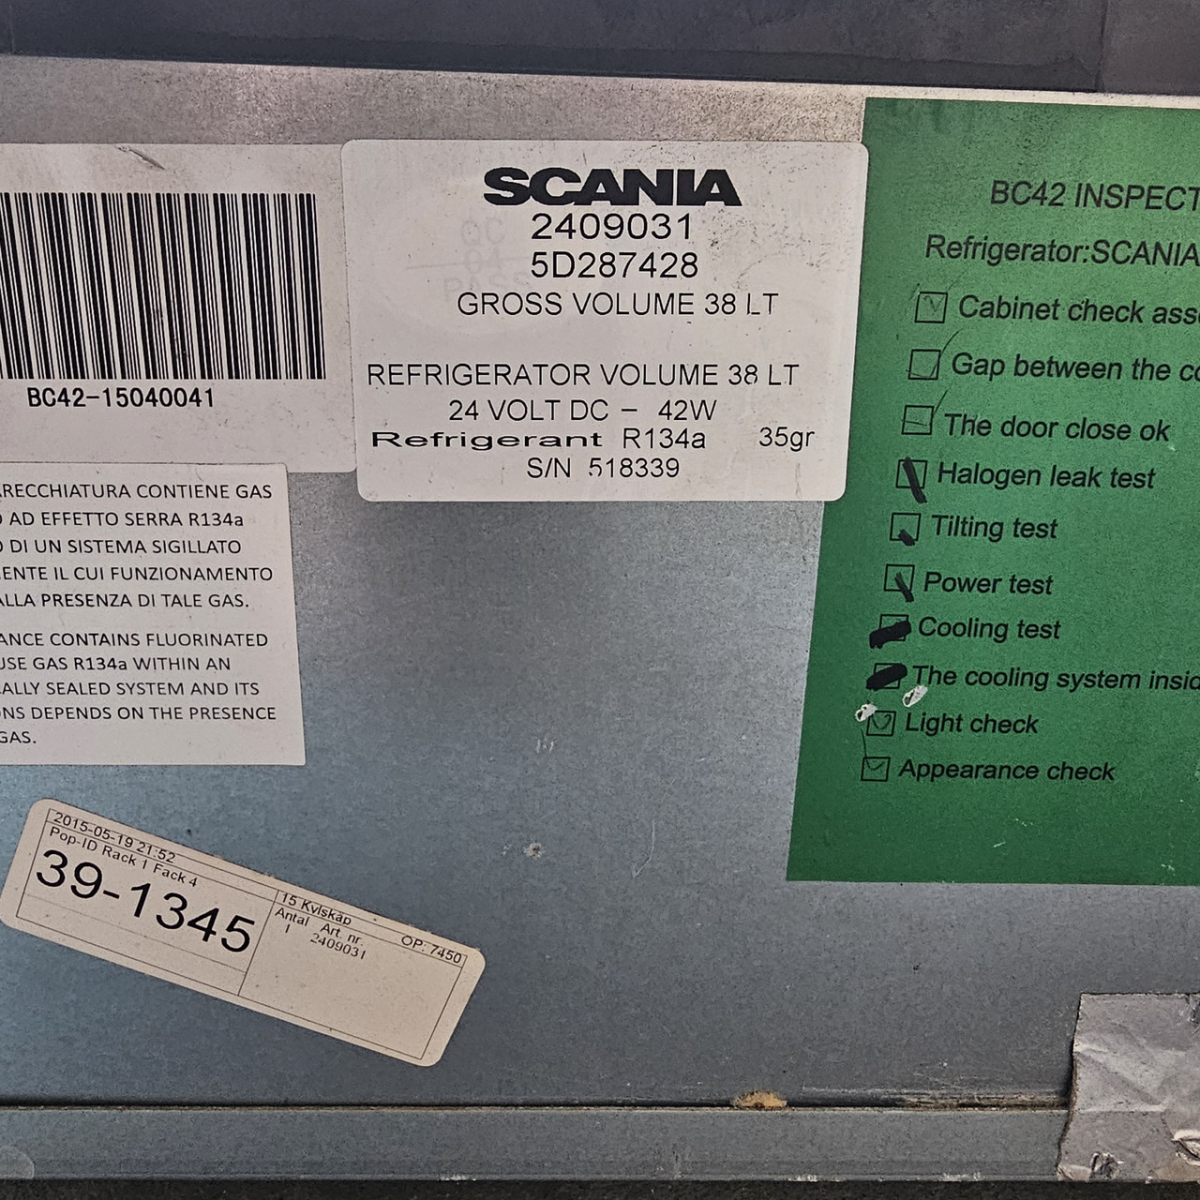 BC42-15040041
SCANIA
2409031
5D287428
GROSS VOLUME 38 LT
REFRIGERATOR VOLUME 38 LT
24 VOLT DC - 42W
Refrigerant R134a 35gr
S/N 518339
RECCHIATURA CONTIENE GAS
AD EFFETTO SERRA R134a
DI UN SISTEMA SIGILLATO
ENTE IL CUI FUNZIONAMENTO
ALLA PRESENZA DI TALE GAS.
ANCE CONTAINS FLUORINATED
USE GAS R134a WITHIN AN
ALLY SEALED SYSTEM AND ITS
NS DEPENDS ON THE PRESENCE
GAS.
2015-05-19 21:52
Pop-ID Rack 1 Fack 4
39-1345
15 Kylskap
Antal Art. nr. OP: 7450
1 2409031
BC42 INSPECT
Refrigerator:SCANIA
Cabinet check ass
Gap between the co
The door close ok
Halogen leak test
Tilting test
Power test
Cooling test
The cooling system insid
Light check
Appearance check